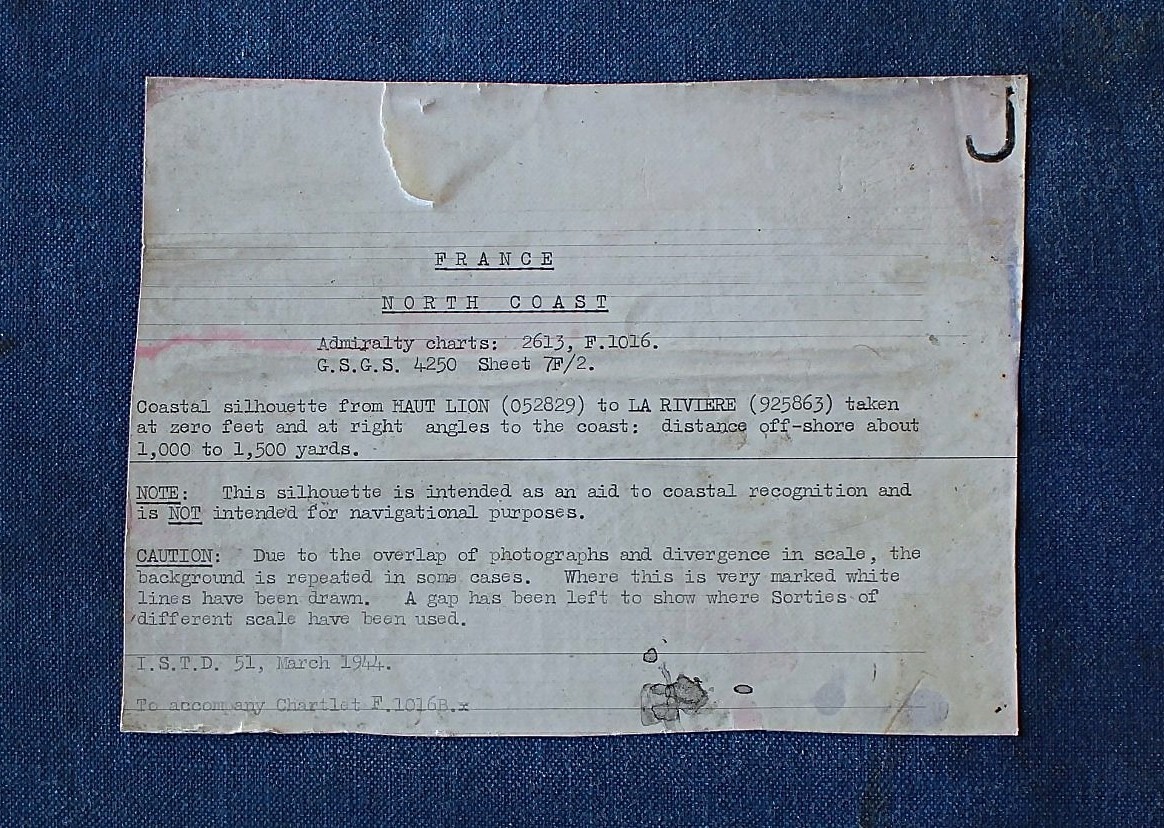 J
FRANCE
NORTH COAST
Admiralty charts: 2613, F.1016.
G.S.G.S. 4250 Sheet 7F/2.
Coastal silhouette from HAUT LION (052829) to LA RIVIERE (925863) taken
at zero feet and at right angles to the coast: distance off-shore about
1,000 to 1,500 yards.
NOTE: This silhouette is intended as an aid to coastal recognition and
is NOT intended for navigational purposes.
CAUTION: Due to the overlap of photographs and divergence in scale, the
background is repeated in some cases. Where this is very marked white
lines have been drawn. A gap has been left to show where Sorties of
different scale have been used.
I.S.T.D. 51, March 1944.
To accompany Chartlet F.1016B.x